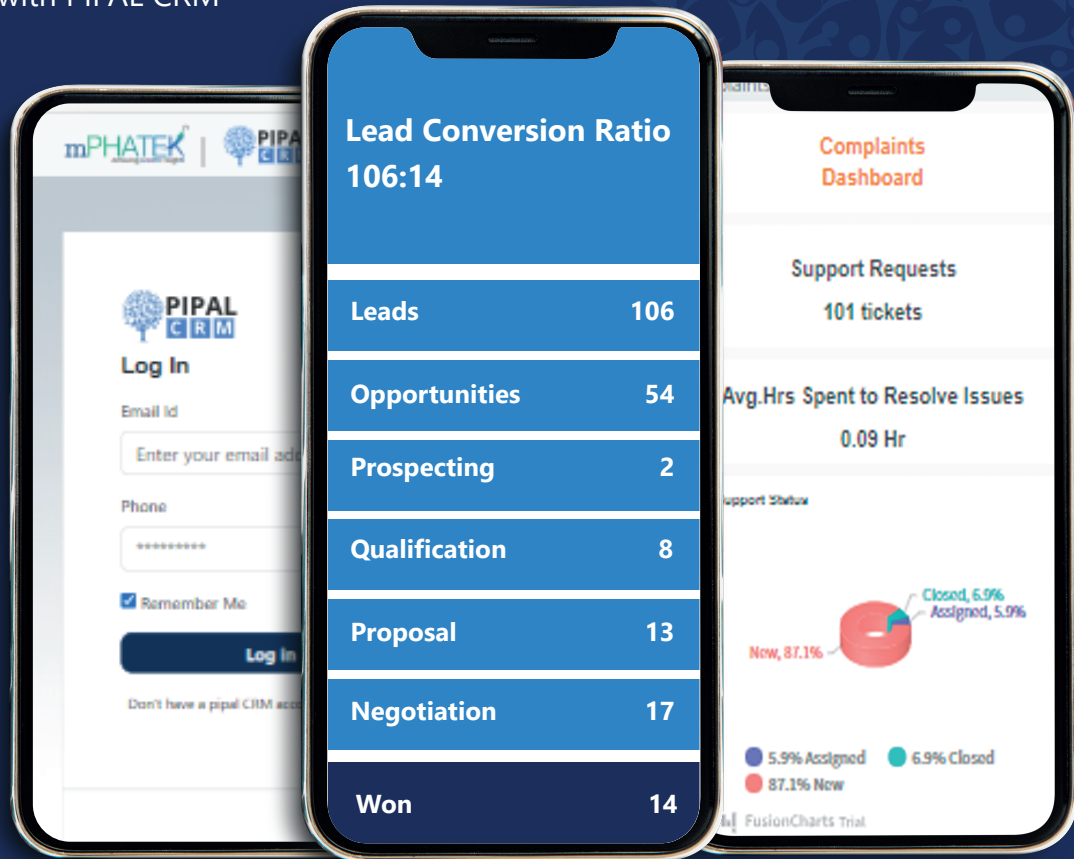 with PIPAL CRM
mPHATEK
PIPAL
CRM
Log In
Email Id
Enter your email
Phone
*********
Remember Me
Log in
Don't have a pipal CRM
Lead Conversion Ratio
106:14
Leads 106
Opportunities 54
Prospecting 2
Qualification 8
Proposal 13
Negotiation 17
Won 14
Complaints
Dashboard
Support Requests
101 tickets
Avg.Hrs Spent to Resolve Issues
0.09 Hr
Support Status
Closed, 6.9%
Assigned, 5.9%
New, 87.1%
5.9% Assigned 6.9% Closed
87.1% New
FusionCharts Trial